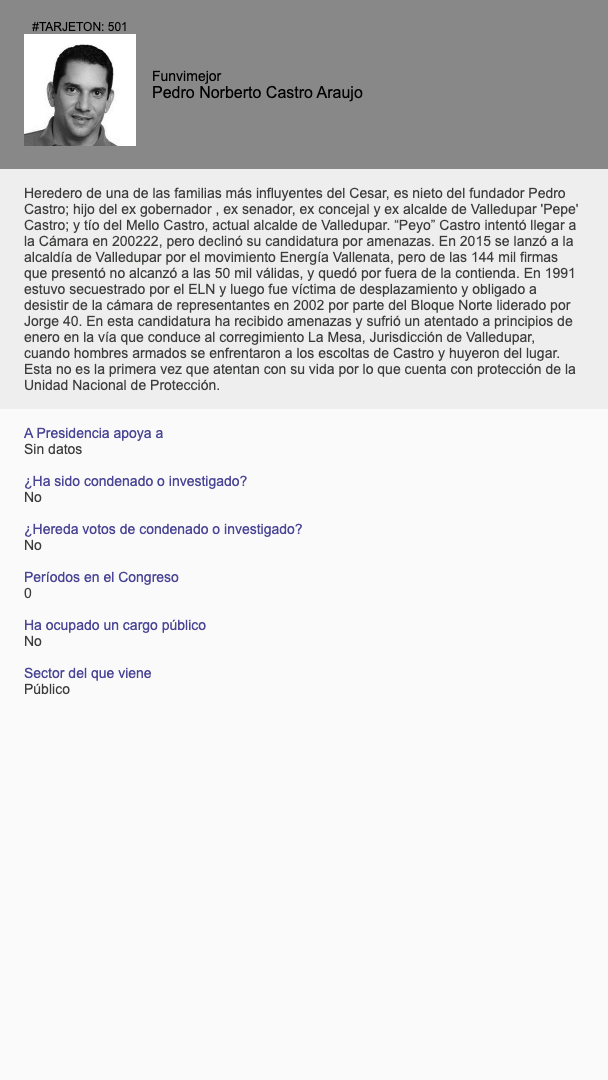 #TARJETON: 501
Funvimejor
Pedro Norberto Castro Araujo
Heredero de una de las familias más influyentes del Cesar, es nieto del fundador Pedro
Castro; hijo del ex gobernador , ex senador, ex concejal y ex alcalde de Valledupar 'Pepe'
Castro; y tío del Mello Castro, actual alcalde de Valledupar. “Peyo” Castro intentó llegar a
la Cámara en 200222, pero declinó su candidatura por amenazas. En 2015 se lanzó a la
alcaldía de Valledupar por el movimiento Energía Vallenata, pero de las 144 mil firmas
que presentó no alcanzó a las 50 mil válidas, y quedó por fuera de la contienda. En 1991
estuvo secuestrado por el ELN y luego fue víctima de desplazamiento y obligado a
desistir de la cámara de representantes en 2002 por parte del Bloque Norte liderado por
Jorge 40. En esta candidatura ha recibido amenazas y sufrió un atentado a principios de
enero en la vía que conduce al corregimiento La Mesa, Jurisdicción de Valledupar,
cuando hombres armados se enfrentaron a los escoltas de Castro y huyeron del lugar.
Esta no es la primera vez que atentan con su vida por lo que cuenta con protección de la
Unidad Nacional de Protección.
A Presidencia apoya a
Sin datos
¿Ha sido condenado o investigado?
No
¿Hereda votos de condenado o investigado?
No
Períodos en el Congreso
0
Ha ocupado un cargo público
No
Sector del que viene
Público